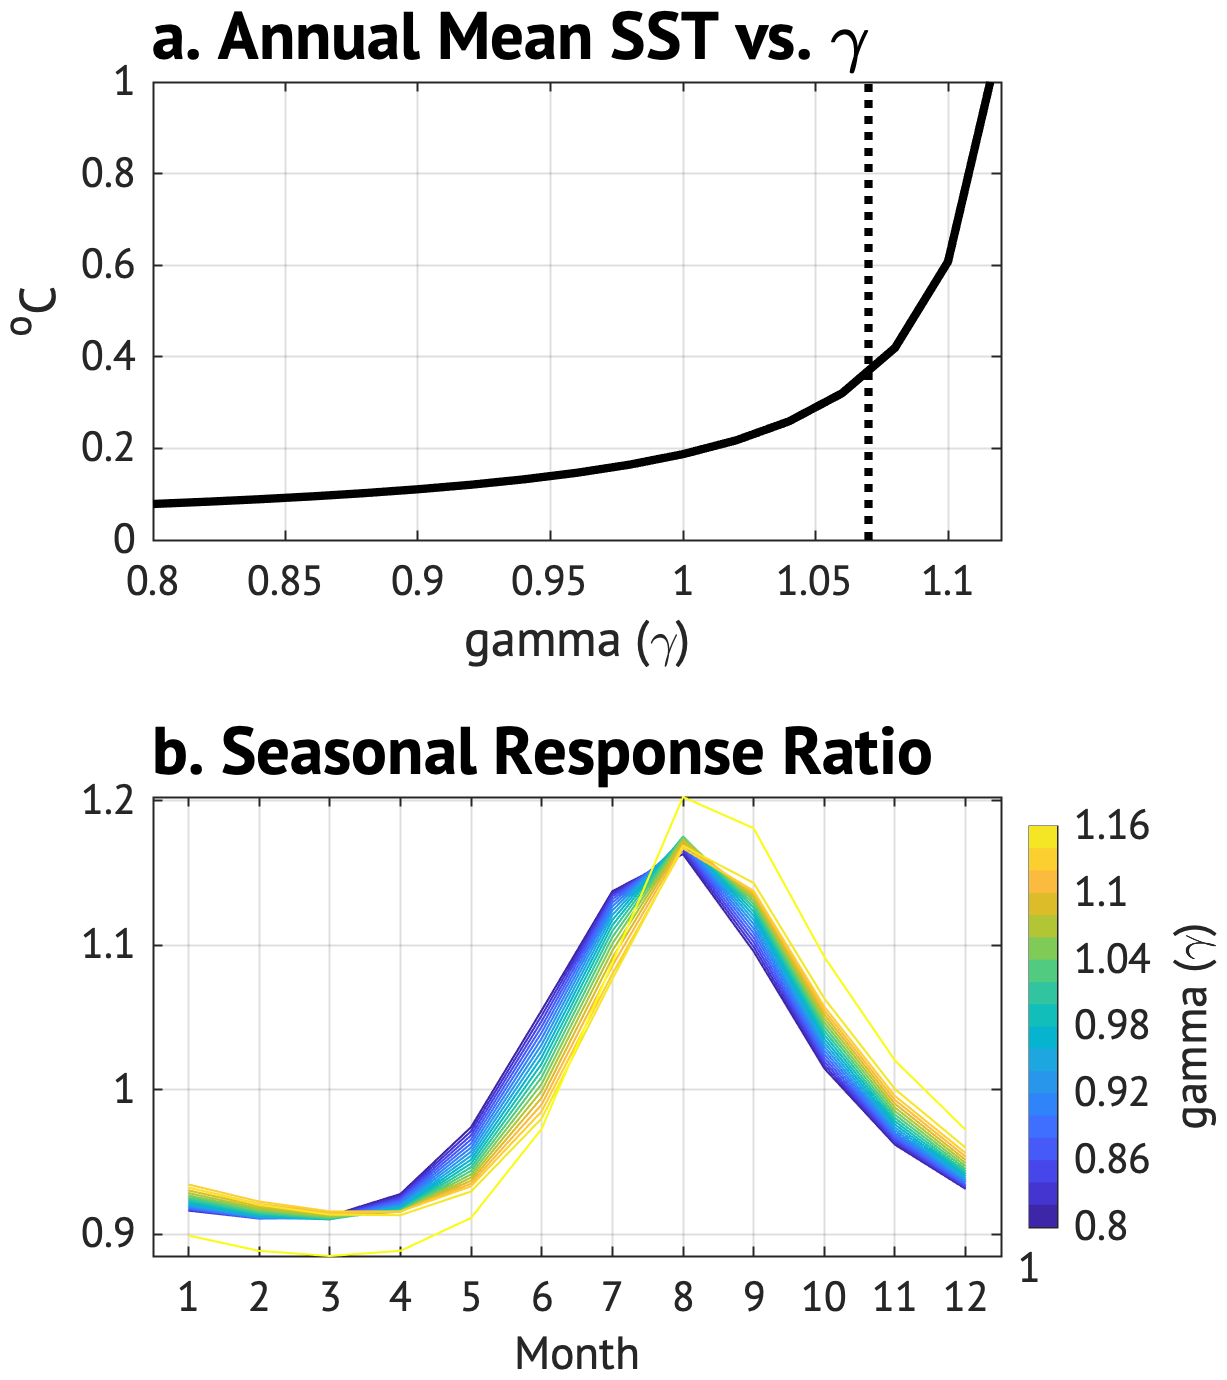 a. Annual Mean SST vs. γ
1
0.8
0.6
0.4
0.2
0
ºC
0.8 0.85 0.9 0.95 1 1.05 1.1
gamma (γ)
b. Seasonal Response Ratio
1.2
1.1
1
0.9
1 2 3 4 5 6 7 8 9 10 11 12
Month
1.16
1.1
1.04
0.98
0.92
0.86
0.8
1
gamma (γ)